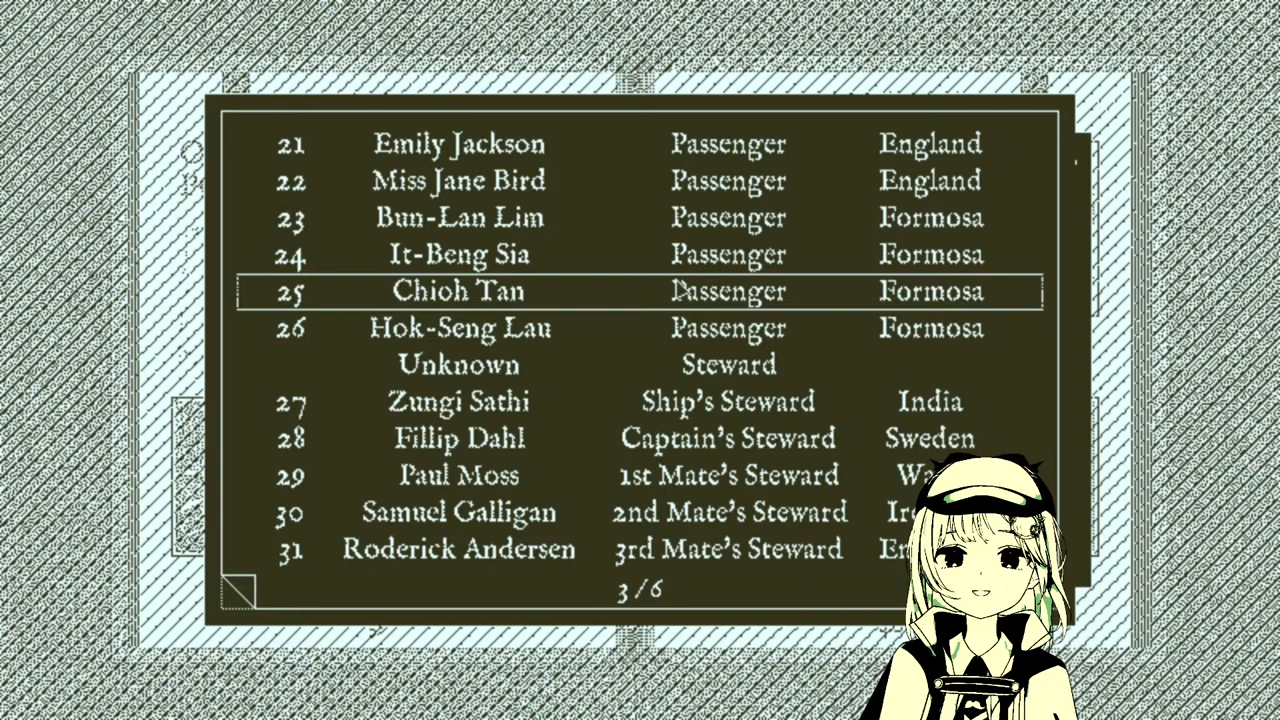 21 Emily Jackson Passenger England
22 Miss Jane Bird Passenger England
23 Bun-Lan Lim Passenger Formosa
24 It-Beng Sia Passenger Formosa
25 Chioh Tan Passenger Formosa
26 Hok-Seng Lau Passenger Formosa
Unknown Steward
27 Zungi Sathi Ship's Steward India
28 Fillip Dahl Captain's Steward Sweden
29 Paul Moss 1st Mate's Steward
30 Samuel Galligan 2nd Mate's Steward
31 Roderick Andersen 3rd Mate's Steward
3/6